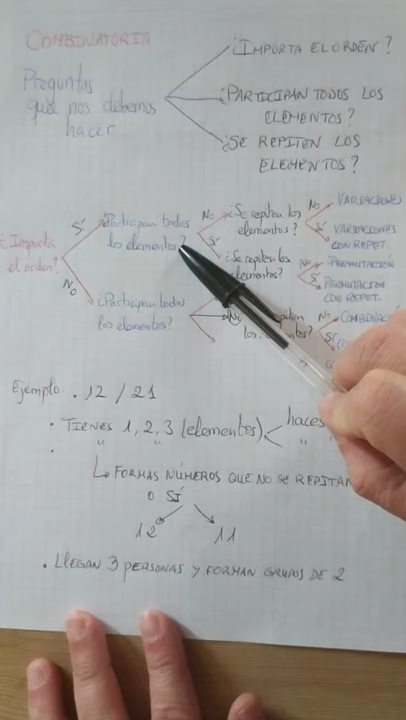 COMBINATORIA
Preguntas
que nos debemos
hacer
¿IMPORTA EL ORDEN?
¿PARTICIPAN TODOS LOS
ELEMENTOS?
¿SE REPITEN LOS
ELEMENTOS?
¿Importa
el orden?
SÍ
NO
¿Participan todos
los elementos?
NO
SÍ
¿Se repiten los
elementos?
NO
SÍ
VARIACIONES
VARIACIONES
CON REPET.
¿Se repiten los
elementos?
NO
SÍ
PERMUTACIÓN
PERMUTACIÓN
CON REPET.
¿Participan todos
los elementos?
NO
Ejemplo: . 12 / 21
. TIENES 1, 2, 3 (elementos)
haces
" "
↳ FORMAS NÚMEROS QUE NO SE REPITAN
O SÍ
12 11
. LLEGAN 3 PERSONAS Y FORMAN GRUPOS DE 2